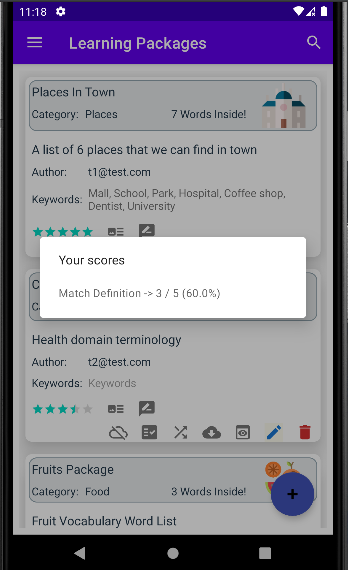 11:18
Learning Packages
Places In Town
Category: Places 7 Words Inside!
A list of 6 places that we can find in town
Author: t1@test.com
Keywords: Mall, School, Park, Hospital, Coffee shop,
Dentist, University
Your scores
Match Definition -> 3 / 5 (60.0%)
Health domain terminology
Author: t2@test.com
Keywords: Keywords
Fruits Package
Category: Food 3 Words Inside!
Fruit Vocabulary Word List
+